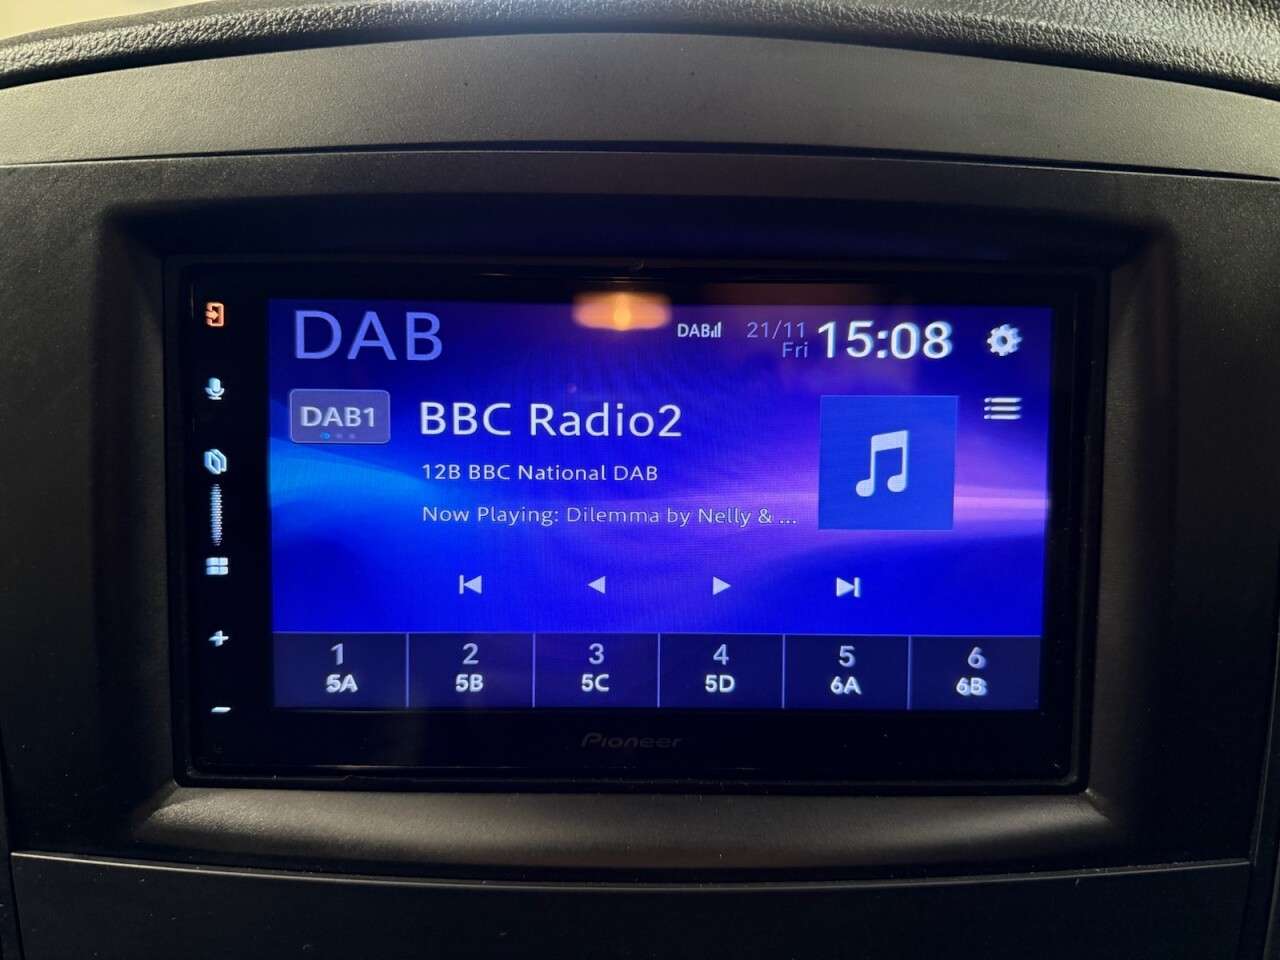 DAB
DAB
21/11
Fri
15:08
DAB1
BBC Radio2
12B BBC National DAB
Now Playing: Dilemma by Nelly & ...
1
5A
2
5B
3
5C
4
5D
5
6A
6
6B
Pioneer